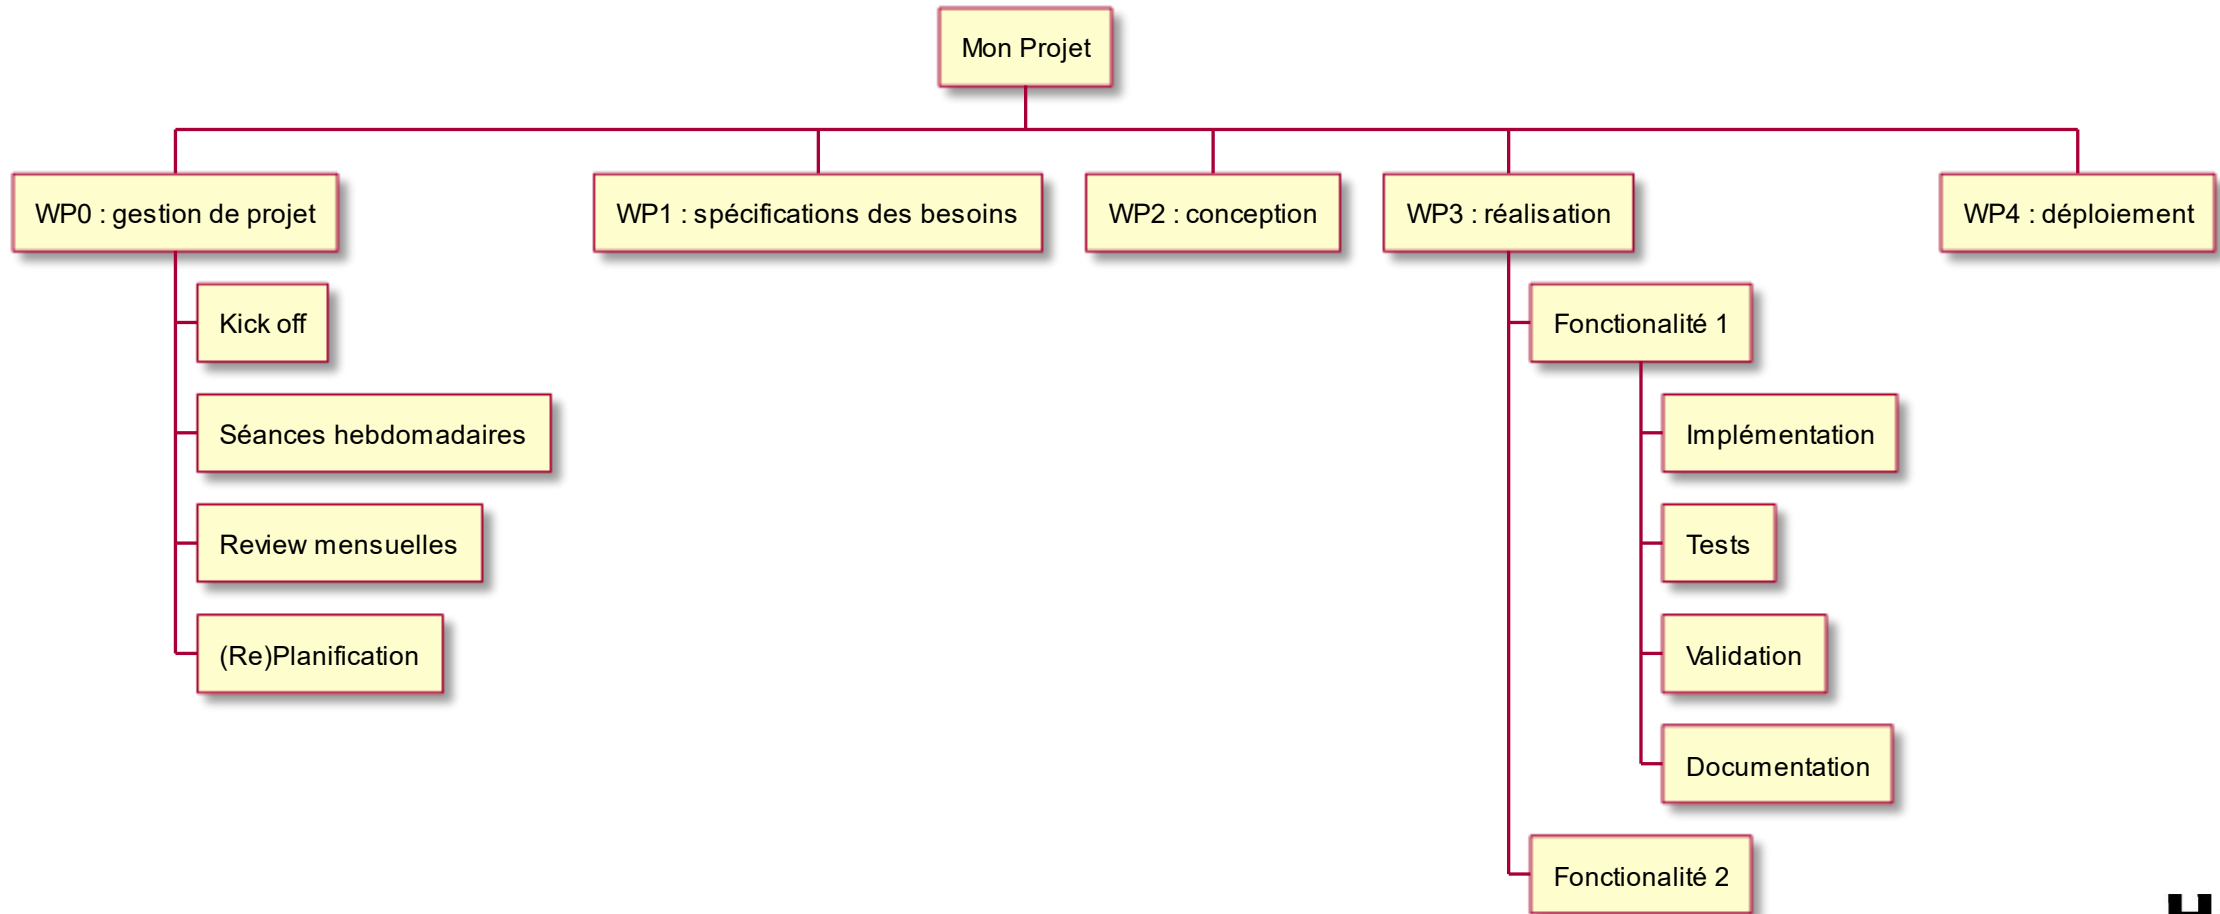 Mon Projet
WP0 : gestion de projet
WP1 : spécifications des besoins
WP2 : conception
WP3 : réalisation
WP4 : déploiement
Kick off
Séances hebdomadaires
Review mensuelles
(Re)Planification
Fonctionalité 1
Implémentation
Tests
Validation
Documentation
Fonctionalité 2